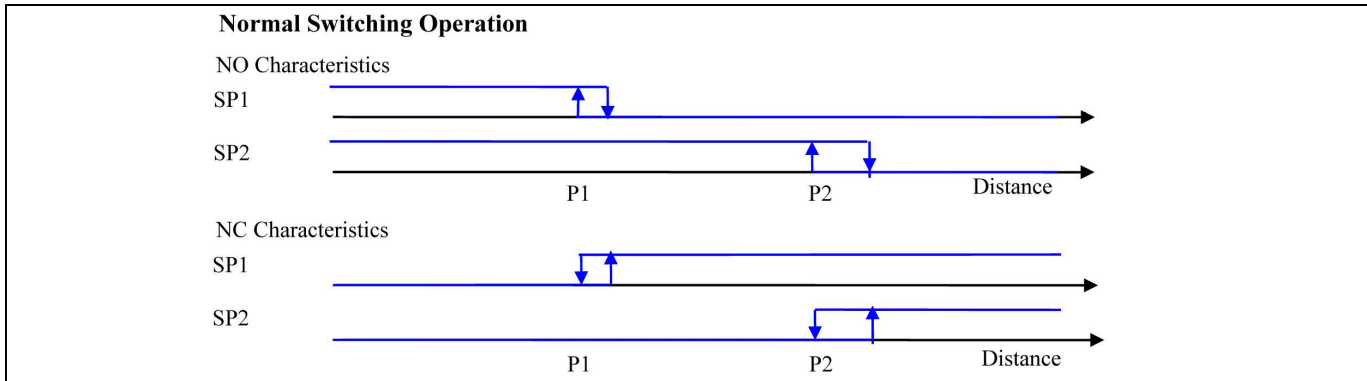 Normal Switching Operation
NO Characteristics
SP1
SP2
Distance
P1
P2
NC Characteristics
SP1
SP2
P1
P2
Distance